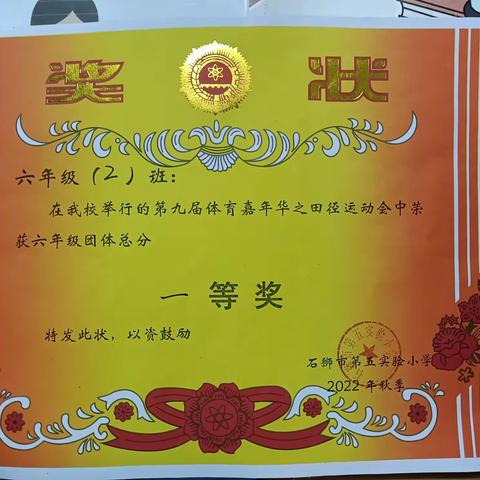 奖状
六年级（2）班：
在我校举行的第九届体育嘉年华之田径运动会中荣
获六年级团体总分
一等奖
特发此状，以资鼓励
石狮市第五实验小学
2022年秋季